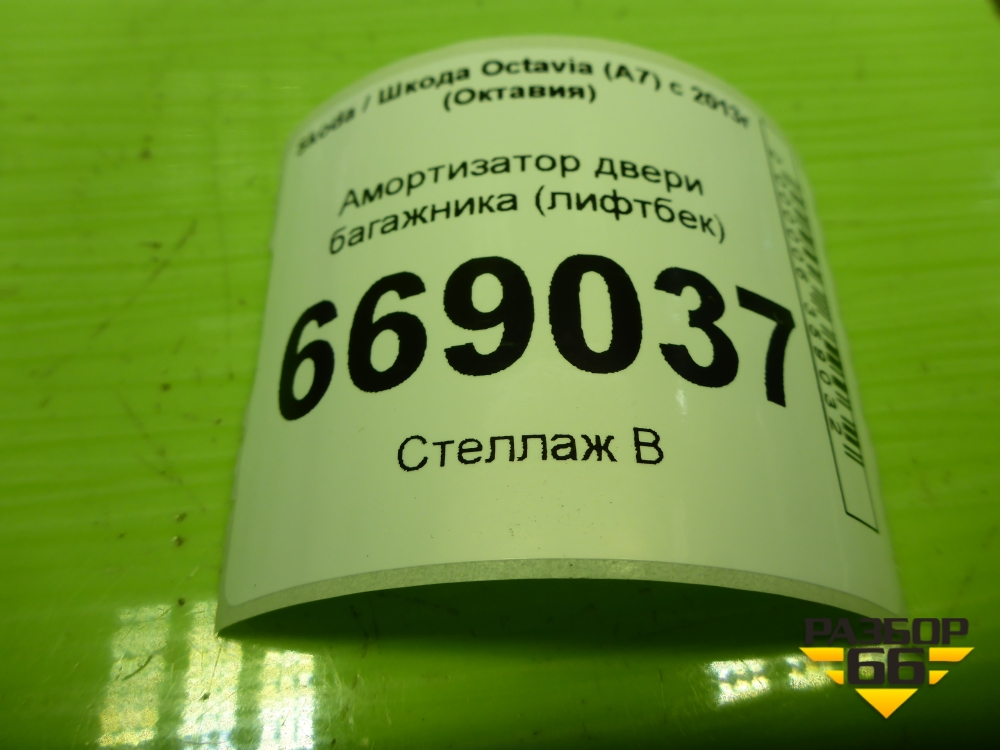 Skoda / Шкода Octavia (A7) с 2013г
(Октавия)
Амортизатор двери
багажника (лифтбек)
669037
Стеллаж В
РАЗБОР
66